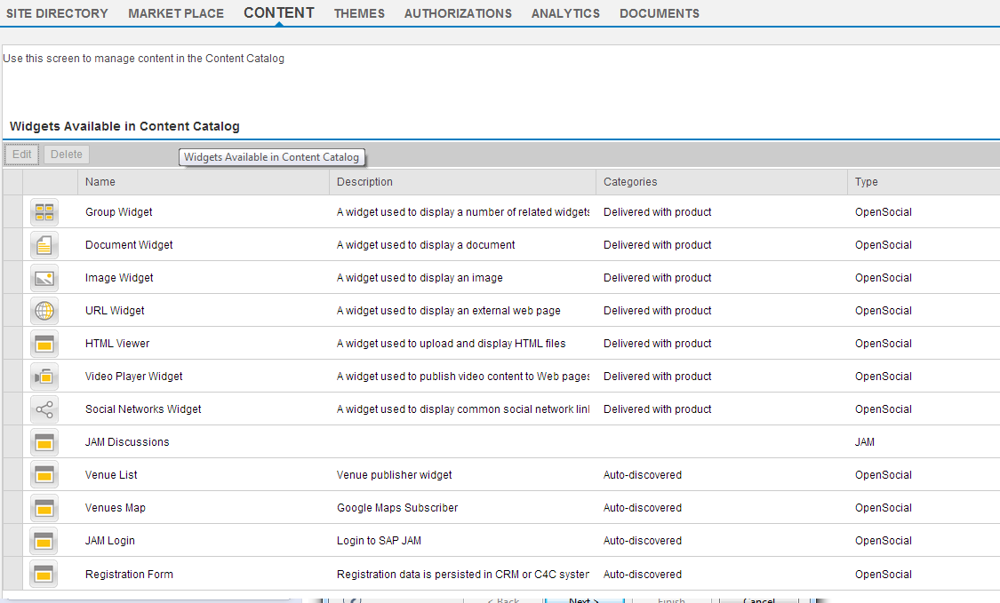 SITE DIRECTORY MARKET PLACE CONTENT THEMES AUTHORIZATIONS ANALYTICS DOCUMENTS
Use this screen to manage content in the Content Catalog
Widgets Available in Content Catalog
Edit Delete Widgets Available in Content Catalog
Name Description Categories Type
Group Widget A widget used to display a number of related widgets Delivered with product OpenSocial
Document Widget A widget used to display a document Delivered with product OpenSocial
Image Widget A widget used to display an image Delivered with product OpenSocial
URL Widget A widget used to display an external web page Delivered with product OpenSocial
HTML Viewer A widget used to upload and display HTML files Delivered with product OpenSocial
Video Player Widget A widget used to publish video content to Web pages Delivered with product OpenSocial
Social Networks Widget A widget used to display common social network Delivered with product OpenSocial
JAM Discussions JAM
Venue List Venue publisher widget Auto-discovered OpenSocial
Venues Map Google Maps Subscriber Auto-discovered OpenSocial
JAM Login Login to SAP JAM Auto-discovered OpenSocial
Registration Form Registration data is persisted in CRM or C4C Auto-discovered OpenSocial
< Back Next > Finish Cancel